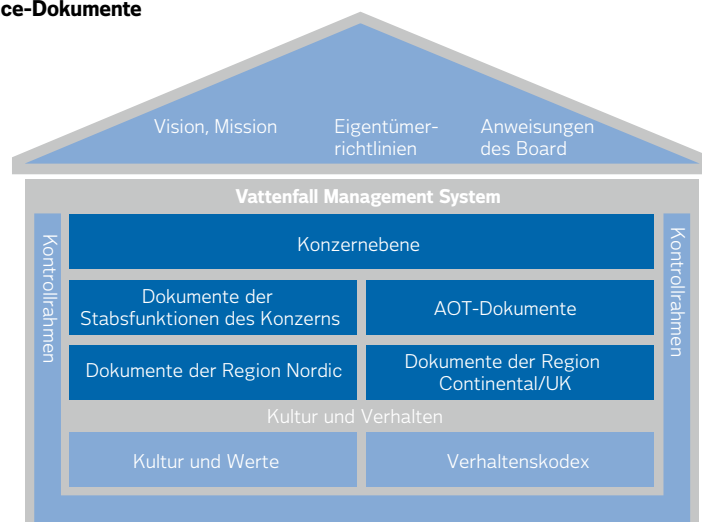 ce-Dokumente
Vision, Mission
Eigentümer-
richtlinien
Anweisungen
des Board
Vattenfall Management System
Kontrollrahmen
Konzernebene
Kontrollrahmen
Dokumente der
Stabsfunktionen des Konzerns
AOT-Dokumente
Dokumente der Region Nordic
Dokumente der Region
Continental/UK
Kultur und Verhalten
Kultur und Werte
Verhaltenskodex